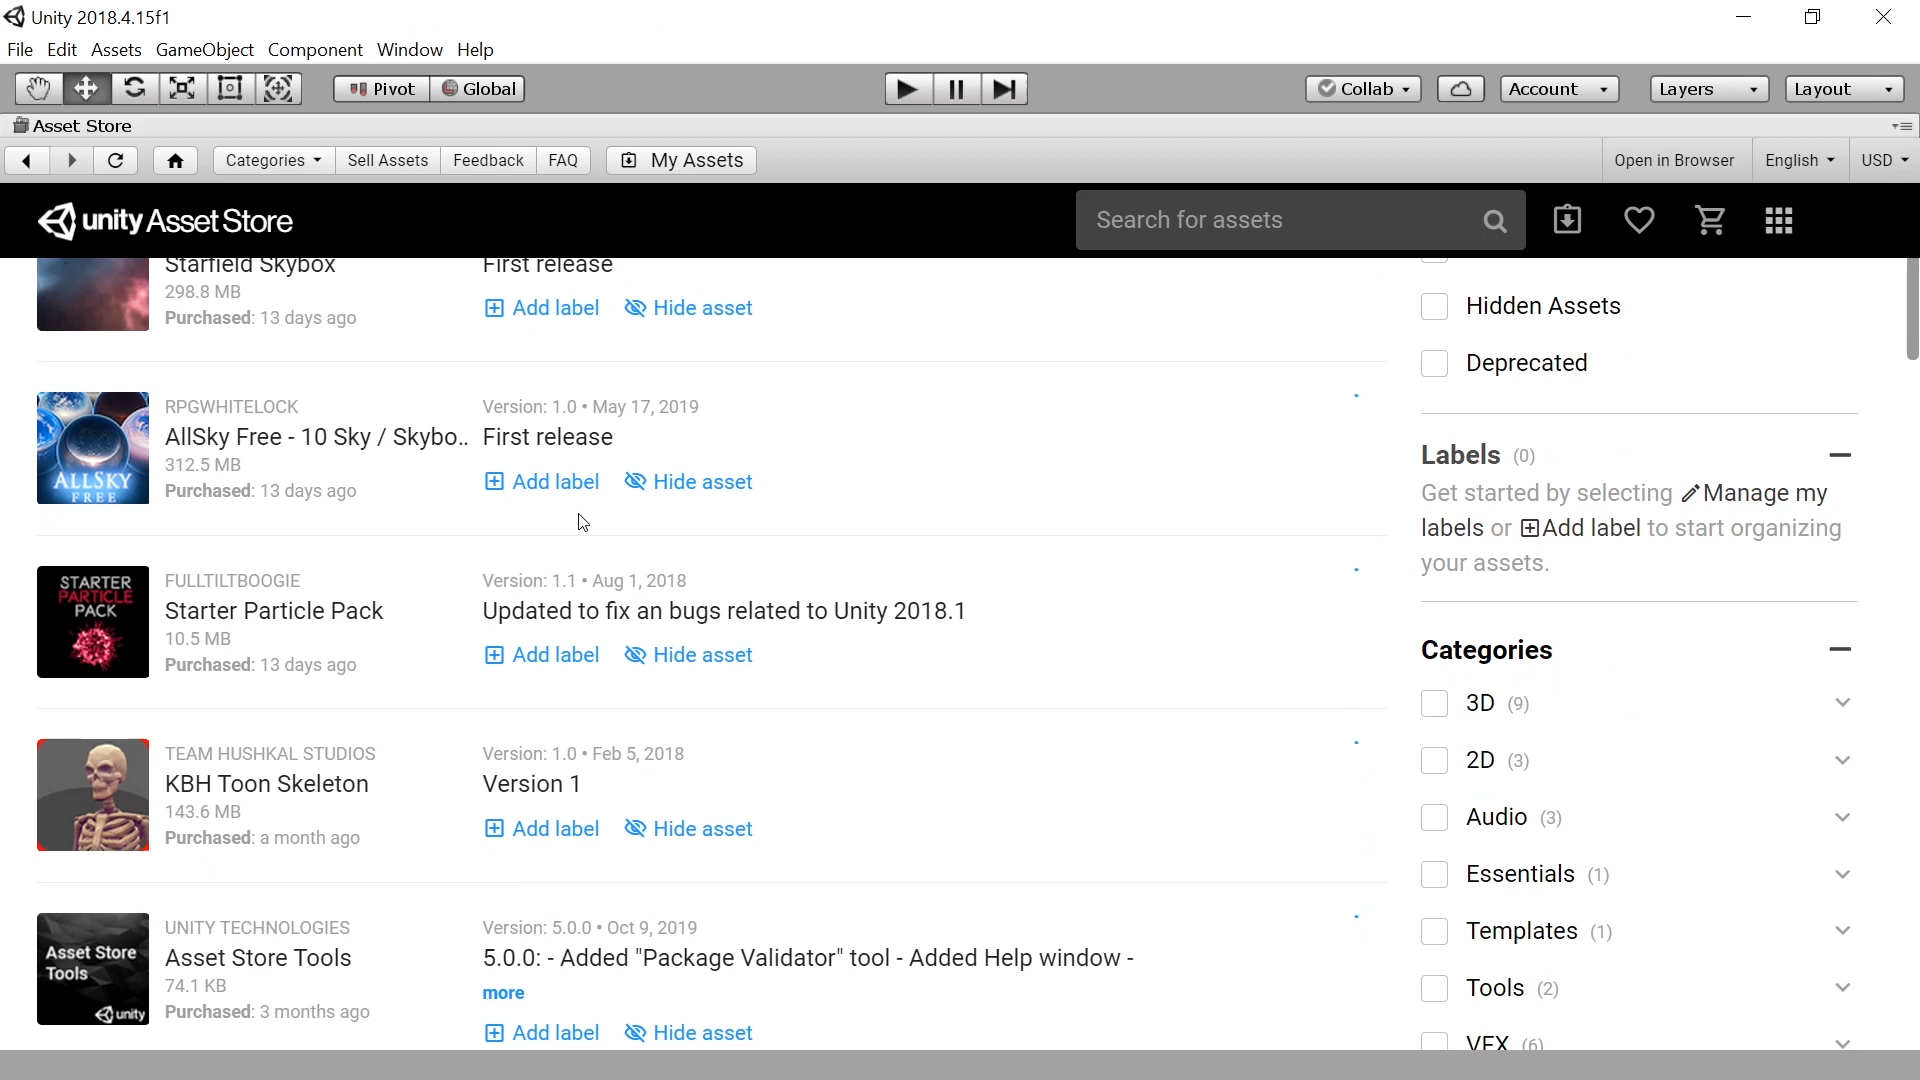 Unity 2018.4.15f1
File Edit Assets GameObject Component Window Help
Pivot Global Collab Account Layers Layout
Asset Store
Categories Sell Assets Feedback FAQ My Assets Open in Browser English USD
unity Asset Store Search for assets
Starfield Skybox
298.8 MB
Purchased: 13 days ago
First release
Add label Hide asset
RPGWHITELOCK
AllSky Free - 10 Sky / Skybo..
312.5 MB
Purchased: 13 days ago
Version: 1.0 • May 17, 2019
First release
Add label Hide asset
ALLSKY
FREE
FULLTILTBOOGIE
Starter Particle Pack
10.5 MB
Purchased: 13 days ago
Version: 1.1 • Aug 1, 2018
Updated to fix an bugs related to Unity 2018.1
Add label Hide asset
STARTER
PARTICLE
PACK
TEAM HUSHKAL STUDIOS
KBH Toon Skeleton
143.6 MB
Purchased: a month ago
Version: 1.0 • Feb 5, 2018
Version 1
Add label Hide asset
UNITY TECHNOLOGIES
Asset Store Tools
74.1 KB
Purchased: 3 months ago
Version: 5.0.0 • Oct 9, 2019
5.0.0: - Added "Package Validator" tool - Added Help window -
more
Add label Hide asset
Asset Store
Tools
unity
Hidden Assets
Deprecated
Labels (0)
Get started by selecting Manage my
labels or Add label to start organizing
your assets.
Categories
3D (9)
2D (3)
Audio (3)
Essentials (1)
Templates (1)
Tools (2)
VFX (6)